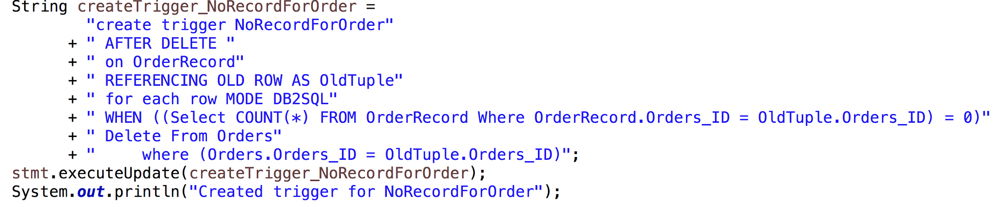 String createTrigger_NoRecordForOrder =
"create trigger NoRecordForOrder"
+ " AFTER DELETE "
+ " on OrderRecord"
+ " REFERENCING OLD ROW AS OldTuple"
+ " for each row MODE DB2SQL"
+ " WHEN ((Select COUNT(*) FROM OrderRecord Where OrderRecord.Orders_ID = OldTuple.Orders_ID) = 0)"
+ " Delete From Orders"
+ "     where (Orders.Orders_ID = OldTuple.Orders_ID)";
stmt.executeUpdate(createTrigger_NoRecordForOrder);
System.out.println("Created trigger for NoRecordForOrder");